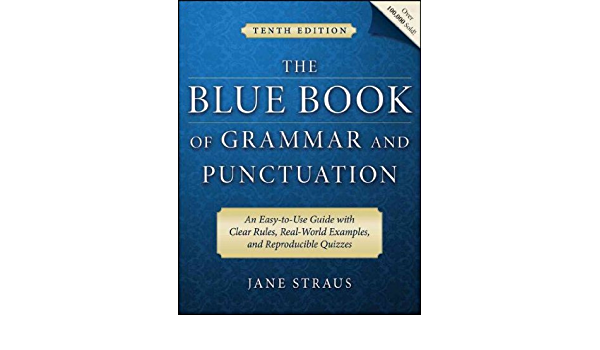 TENTH EDITION
Over
100,000 Sold!
THE
BLUE BOOK
OF GRAMMAR AND
PUNCTUATION
An Easy-to-Use Guide with
Clear Rules, Real-World Examples,
and Reproducible Quizzes
JANE STRAUS